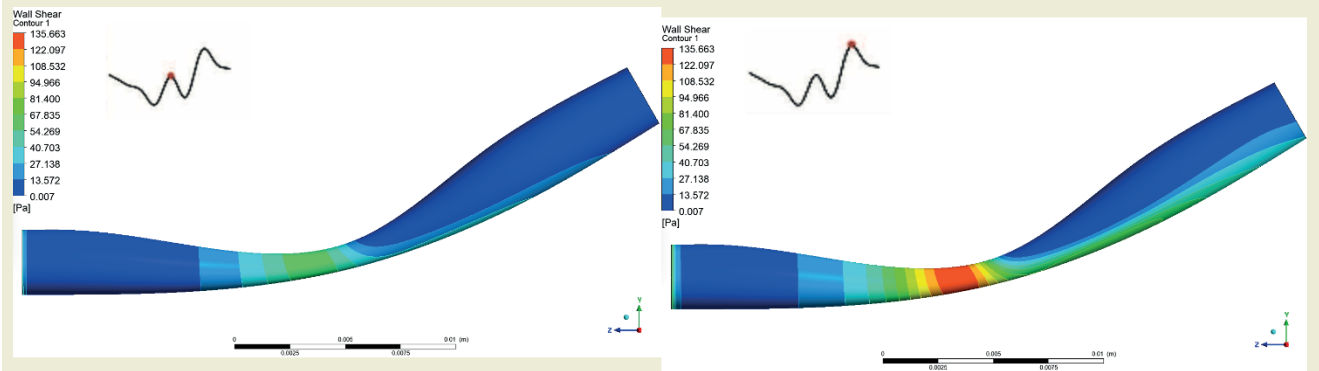 Wall Shear
Contour 1
135.663
122.097
108.532
94.966
81.400
67.835
54.269
40.703
27.138
13.572
0.007
[Pa]
0 0.005 0.01 (m)
0.0025 0.0075
Y
Z
Wall Shear
Contour 1
135.663
122.097
108.532
94.966
81.400
67.835
54.269
40.703
27.138
13.572
0.007
[Pa]
0 0.005 0.01 (m)
0.0025 0.0075
Y
Z